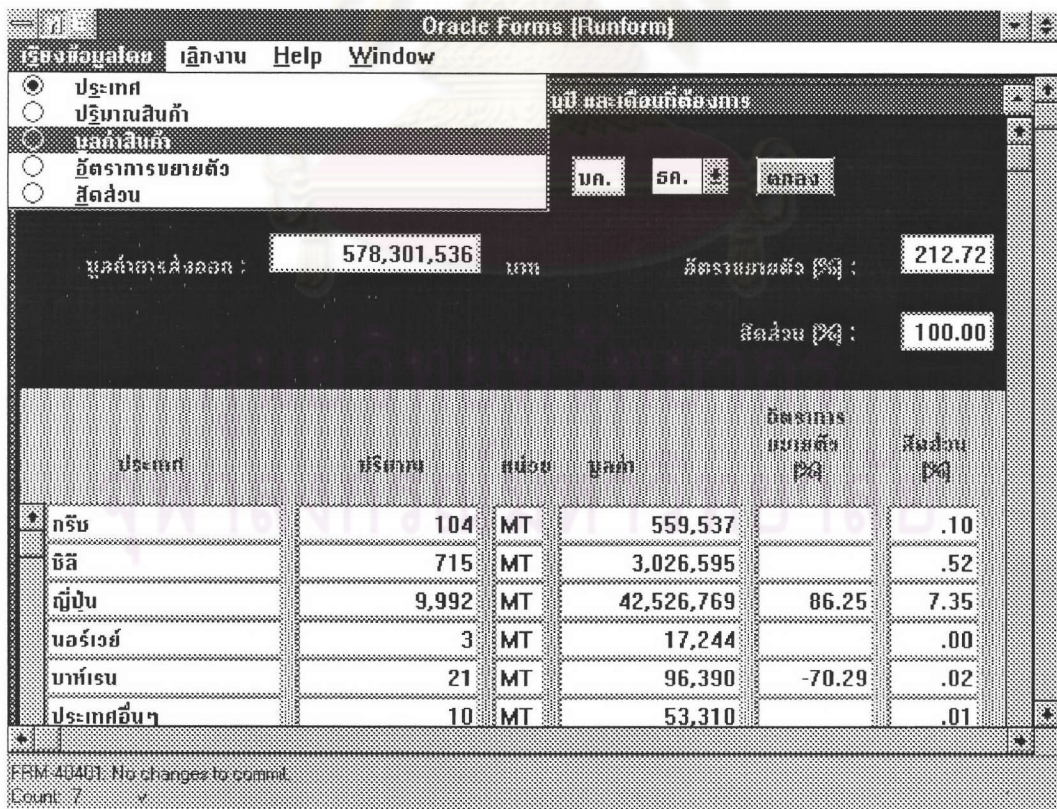 Oracle Forms [Runform]
เรียงข้อมูลโดย เลิกงาน Help Window
ประเทศ
ปริมาณสินค้า
มูลค่าสินค้า
อัตราการขยายตัว
สัดส่วน
นปี และเดือนที่ต้องการ
มค. ธค. ตกลง
มูลค่าการส่งออก : 578,301,536 บาท อัตราขยายตัว [%] : 212.72
สัดส่วน [%] : 100.00
ประเทศ ปริมาณ หน่วย มูลค่า อัตราการขยายตัว [%] สัดส่วน [%]
กรีซ 104 MT 559,537 .10
ชิลี 715 MT 3,026,595 .52
ญี่ปุ่น 9,992 MT 42,526,769 86.25 7.35
นอร์เวย์ 3 MT 17,244 .00
บาห์เรน 21 MT 96,390 -70.29 .02
ประเทศอื่นๆ 10 MT 53,310 .01
FRM-40401: No changes to commit.
Count: 7 v